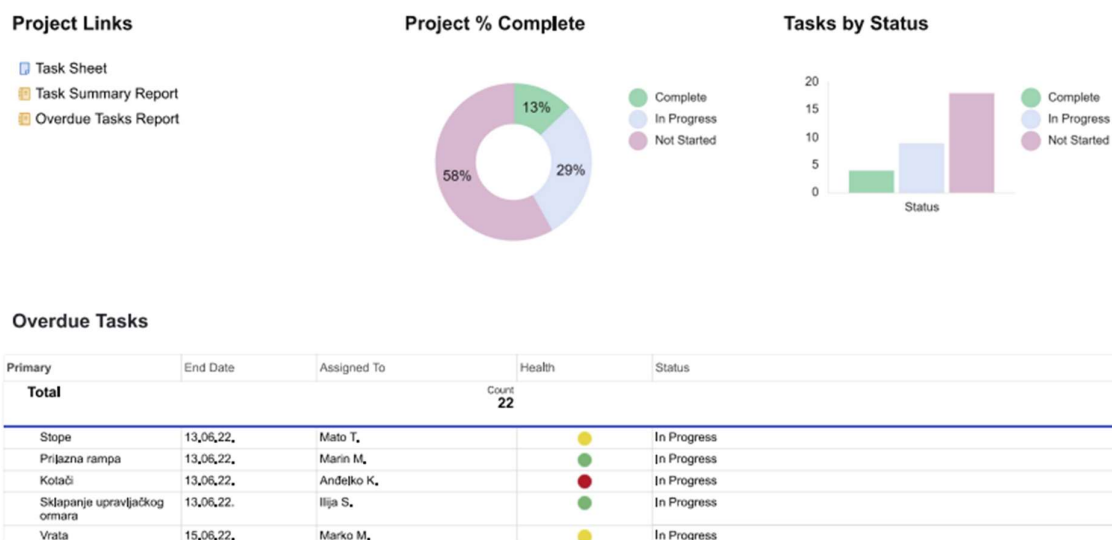 Project Links
Task Sheet
Task Summary Report
Overdue Tasks Report
Project % Complete
13%
29%
58%
Complete
In Progress
Not Started
Tasks by Status
20
15
10
5
0
Status
Complete
In Progress
Not Started
Overdue Tasks
Primary End Date Assigned To Health Status
Total Count
22
Stope 13.06.22. Mato T. In Progress
Prilazna rampa 13.06.22. Marin M. In Progress
Kotači 13.06.22. Anđelko K. In Progress
Sklapanje upravljačkog 13.06.22. Ilija S. In Progress
ormara
Vrata 15.06.22. Marko M. In Progress